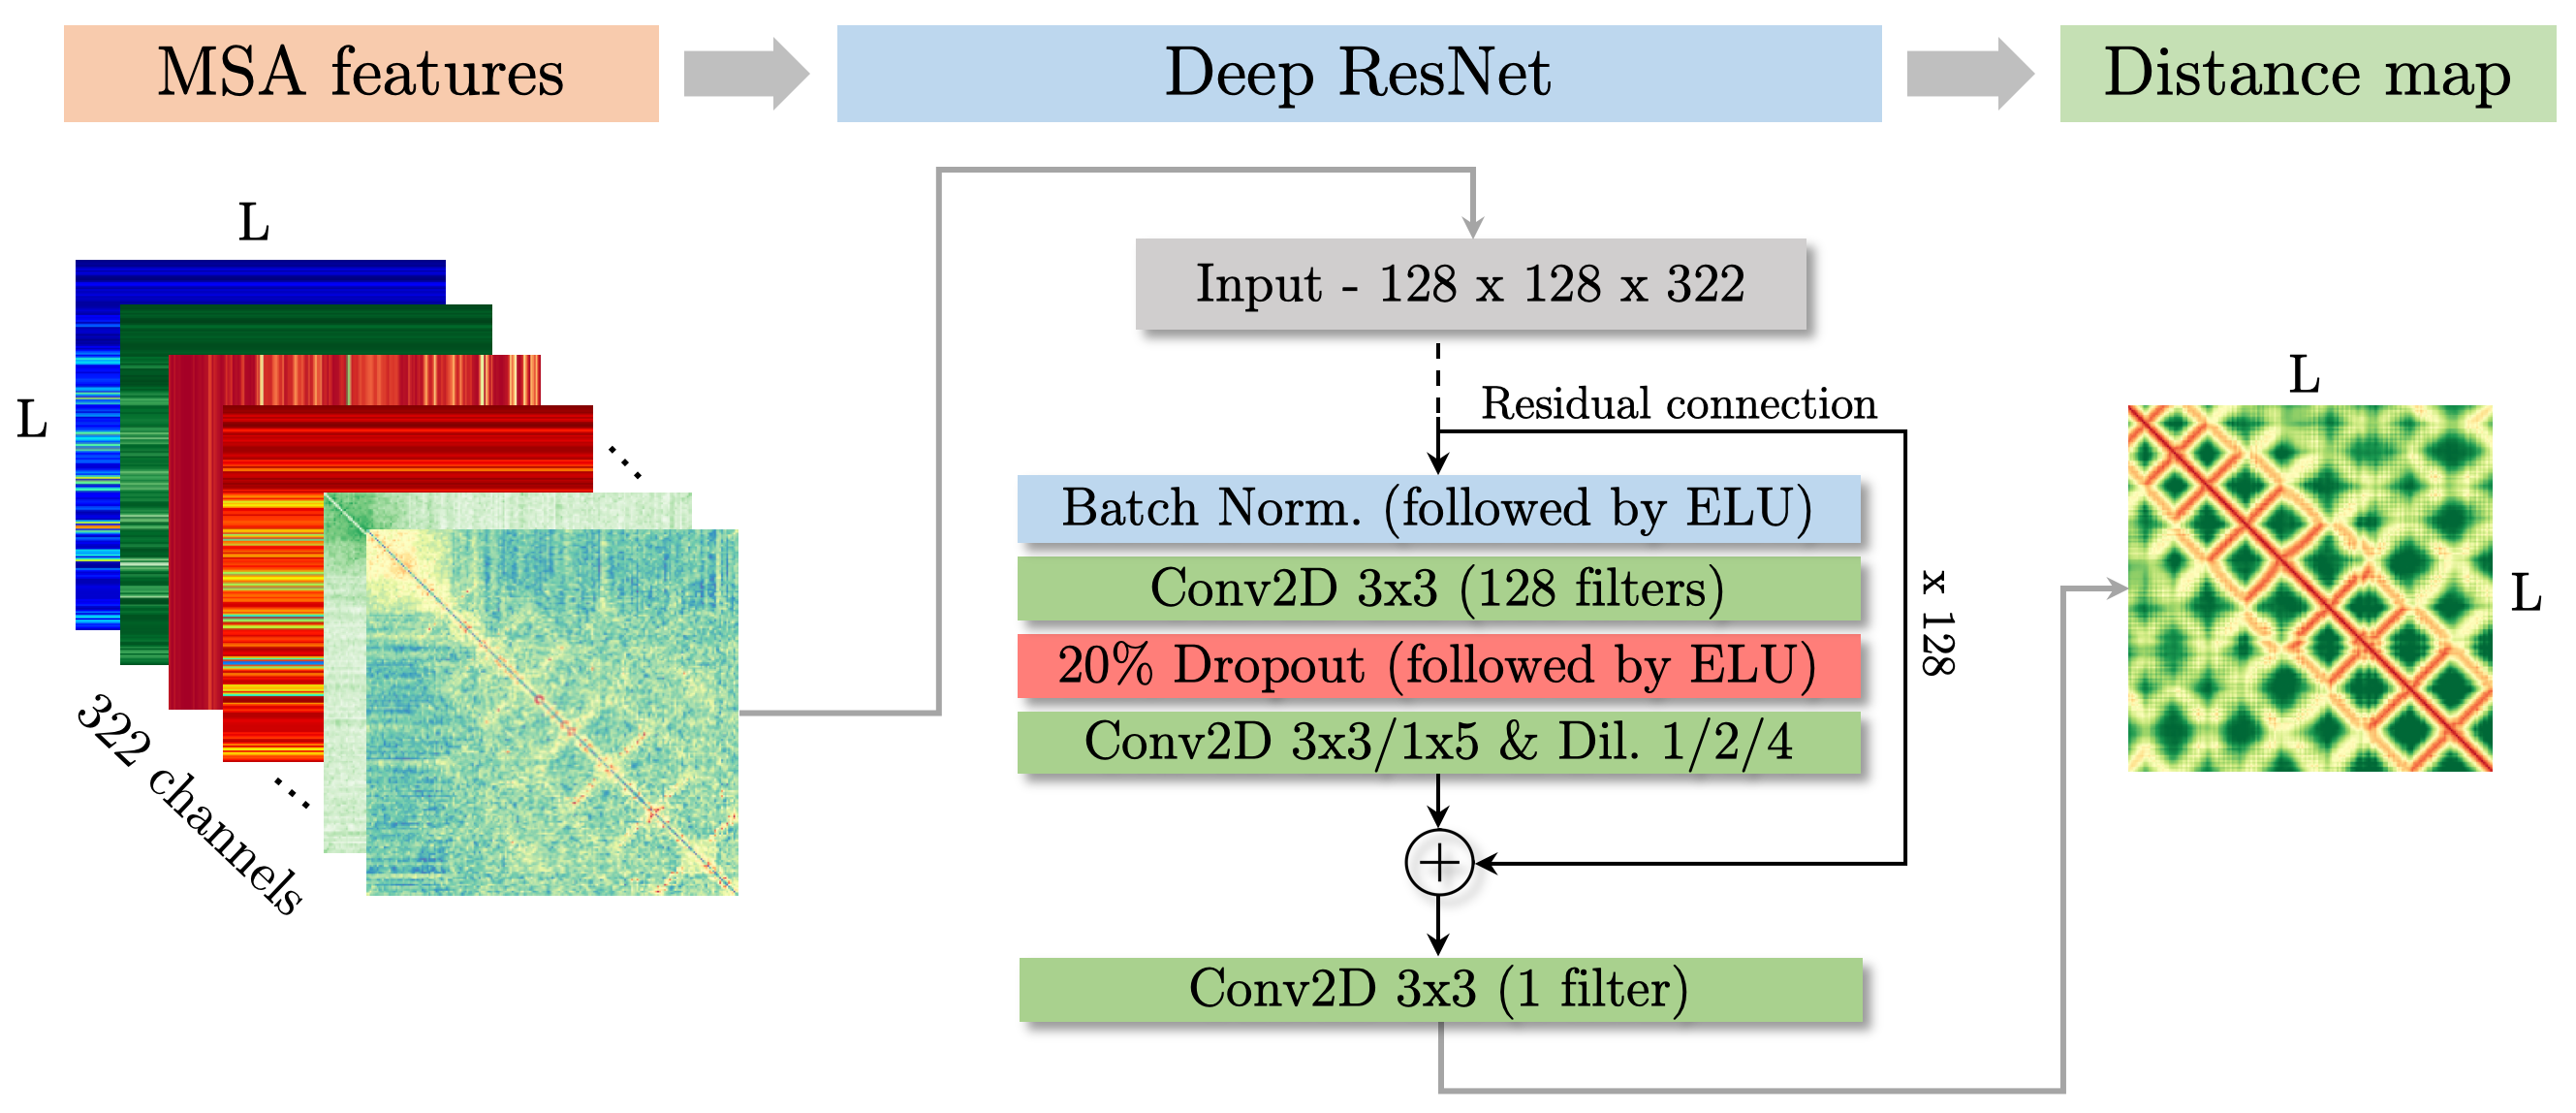 MSA features
Deep ResNet
Distance map
L
L
322 channels
...
...
Input - 128 x 128 x 322
Residual connection
Batch Norm. (followed by ELU)
Conv2D 3x3 (128 filters)
20% Dropout (followed by ELU)
Conv2D 3x3/1x5 & Dil. 1/2/4
x 128
+
Conv2D 3x3 (1 filter)
L
L